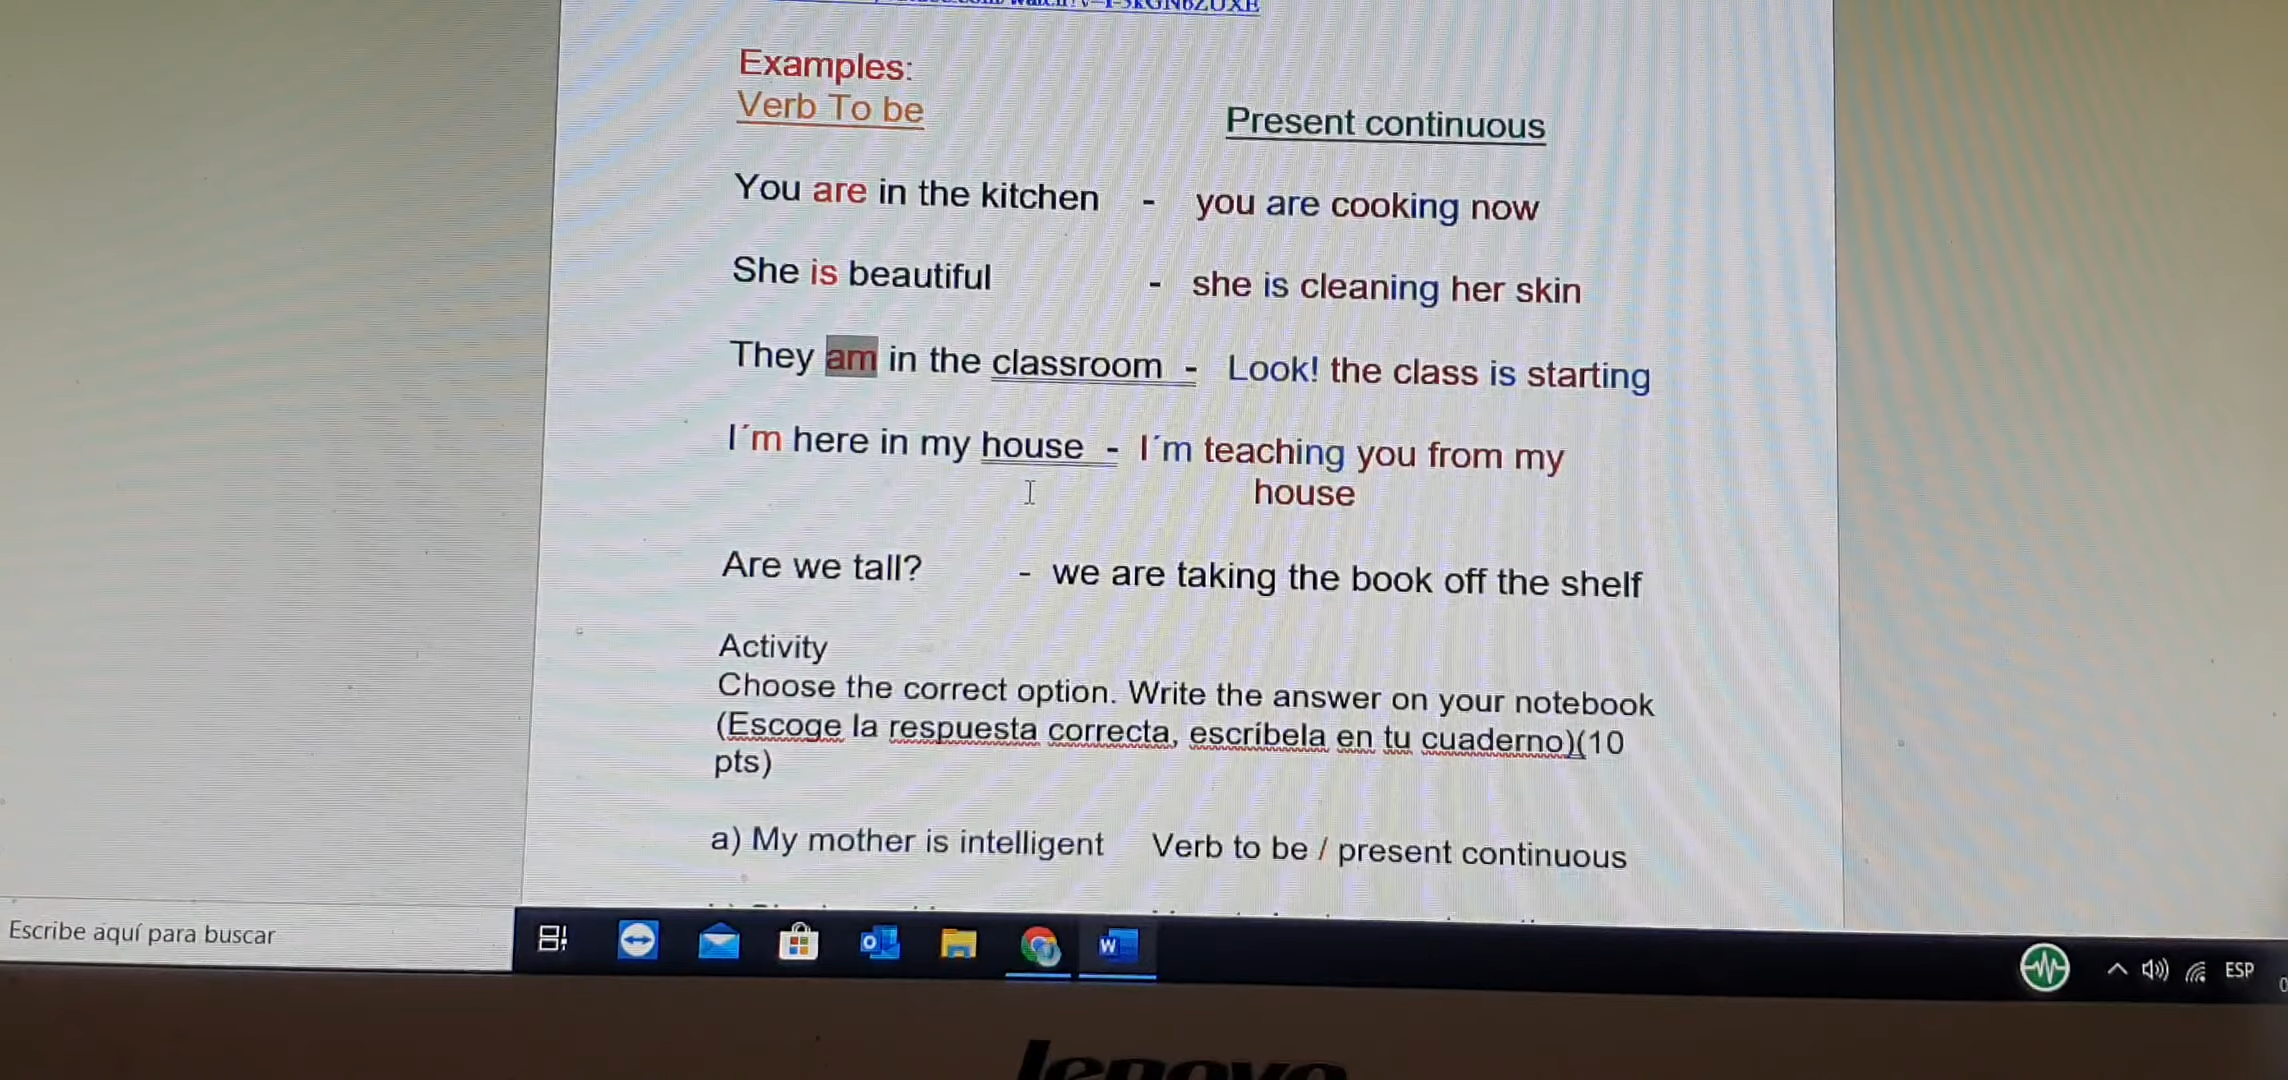 Examples:
Verb To be
Present continuous
You are in the kitchen - you are cooking now
She is beautiful - she is cleaning her skin
They am in the classroom - Look! the class is starting
I´m here in my house - I´m teaching you from my
house
Are we tall? - we are taking the book off the shelf
Activity
Choose the correct option. Write the answer on your notebook
(Escoge la respuesta correcta, escríbela en tu cuaderno)(10
pts)
a) My mother is intelligent Verb to be / present continuous
Escribe aquí para buscar
ESP
lenovo